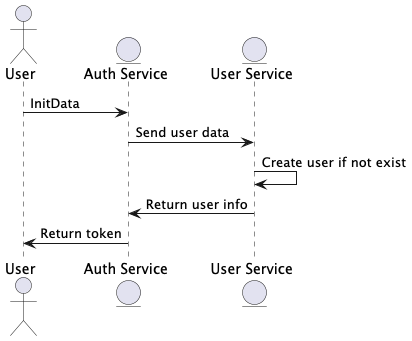 User Auth Service User Service
InitData
Send user data
Create user if not exist
Return user info
Return token
User Auth Service User Service